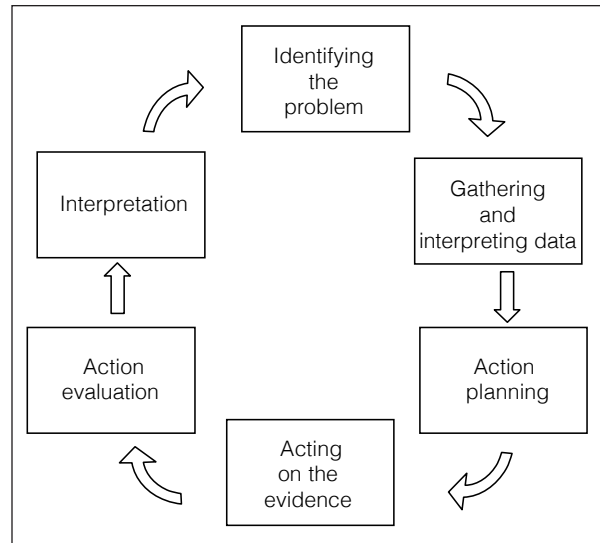 Identifying
the
problem
Gathering
and
interpreting data
Action
planning
Acting
on the
evidence
Action
evaluation
Interpretation